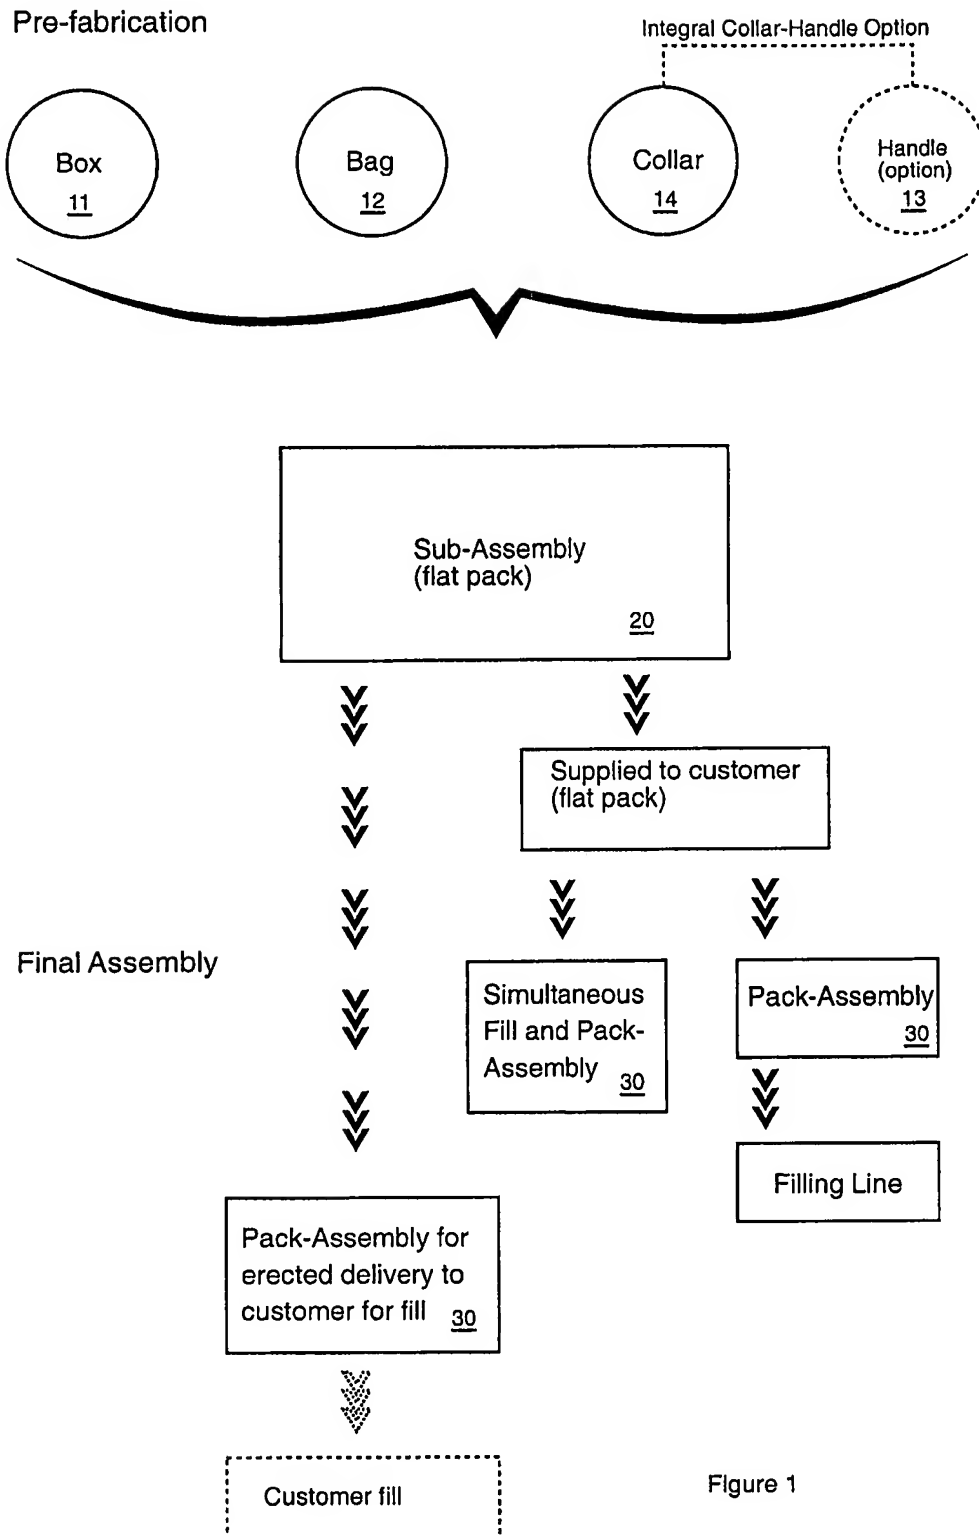 Pre-fabrication
Integral Collar-Handle Option
Box
11
Bag
12
Collar
14
Handle
(option)
13
Sub-Assembly
(flat pack)
20
Supplied to customer
(flat pack)
Final Assembly
Simultaneous
Fill and Pack-
Assembly
30
Pack-Assembly
30
Filling Line
Pack-Assembly for
erected delivery to
customer for fill 30
Customer fill
Figure 1